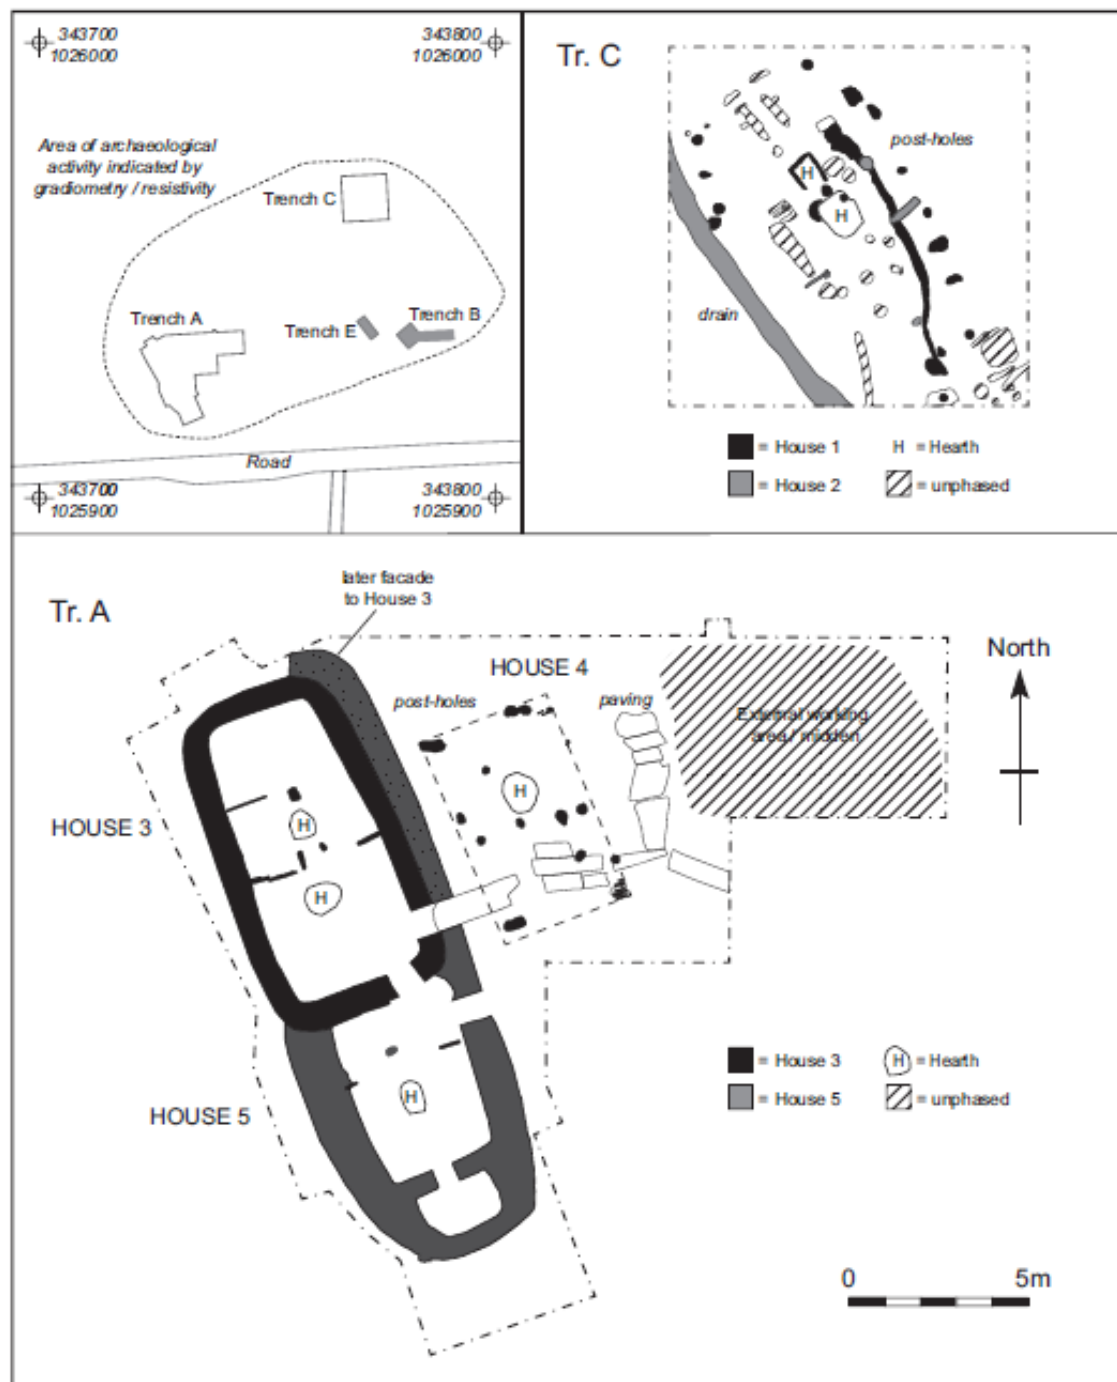 343700
1026000
343800
1026000
Area of archaeological
activity indicated by
gradiometry / resistivity
Trench C
Trench A
Trench E
Trench B
Road
343700
1025900
343800
1025900
Tr. C
post-holes
H
H
drain
= House 1
H = Hearth
= House 2
= unphased
Tr. A
later facade
to House 3
HOUSE 4
post-holes
paving
External working
area / midden
North
H
HOUSE 3
H
H
H
HOUSE 5
= House 3
H = Hearth
= House 5
= unphased
0 5m